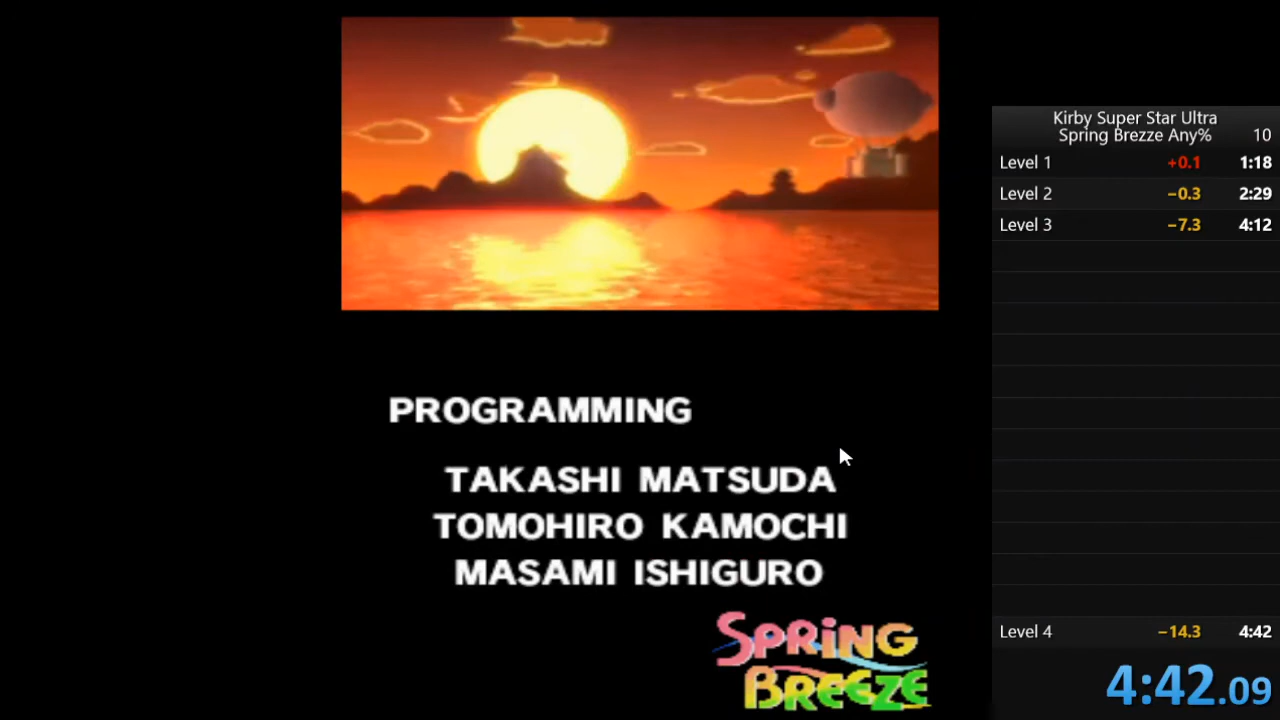 PROGRAMMING
TAKASHI MATSUDA
TOMOHIRO KAMOCHI
MASAMI ISHIGURO
SPRING
BREEZE
Kirby Super Star Ultra
Spring Brezze Any% 10
Level 1 +0.1 1:18
Level 2 −0.3 2:29
Level 3 −7.3 4:12
Level 4 −14.3 4:42
4:42.09